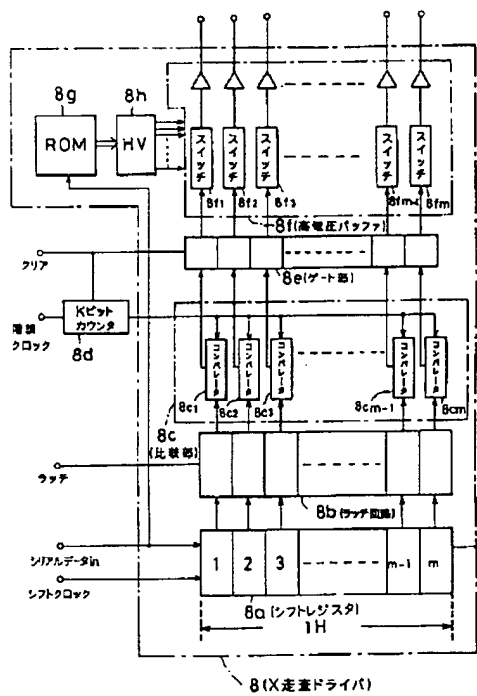 8g
8h
ROM
HV
スイッチ
スイッチ
スイッチ
スイッチ
スイッチ
8f1
8f2
8f3
8fm-1
8fm
8f(高電圧バッファ)
クリア
8e(ゲート部)
Kビット
カウンタ
階調
クロック
8d
コンパレータ
コンパレータ
コンパレータ
コンパレータ
コンパレータ
8c1
8c2
8c3
8cm-1
8cm
8c
(比較部)
ラッチ
8b(ラッチ回路)
シリアルデータin
シフトクロック
1
2
3
m-1
m
8a(シフトレジスタ)
1H
8(X走査ドライバ)